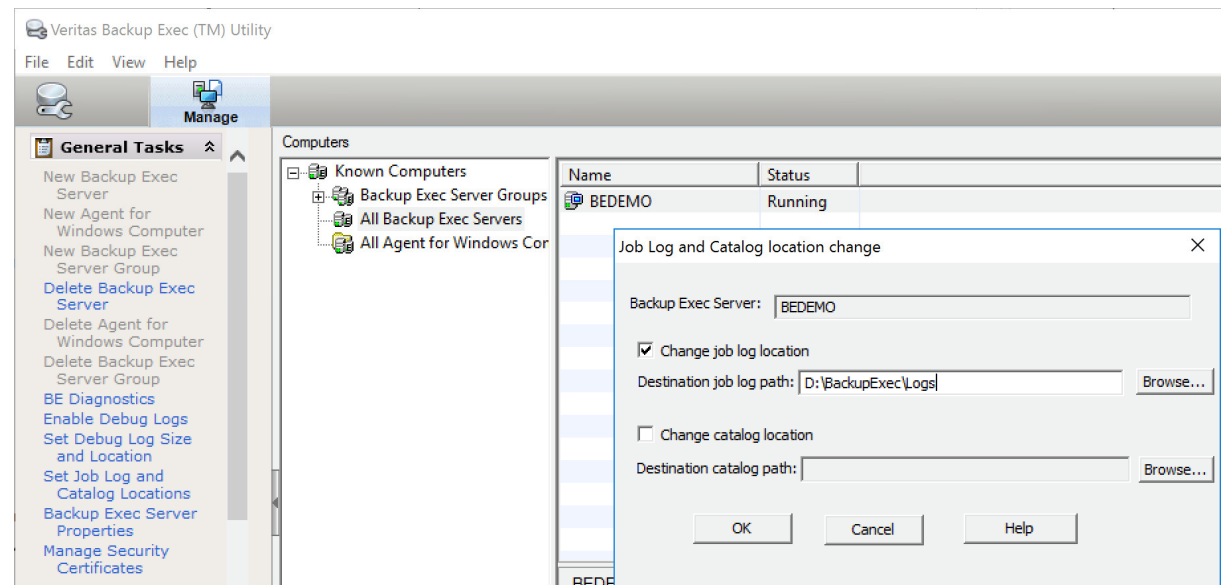 Veritas Backup Exec (TM) Utility
File Edit View Help
Manage
General Tasks
New Backup Exec
Server
New Agent for
Windows Computer
New Backup Exec
Server Group
Delete Backup Exec
Server
Delete Agent for
Windows Computer
Delete Backup Exec
Server Group
BE Diagnostics
Enable Debug Logs
Set Debug Log Size
and Location
Set Job Log and
Catalog Locations
Backup Exec Server
Properties
Manage Security
Certificates
Computers
Known Computers
Backup Exec Server Groups
All Backup Exec Servers
All Agent for Windows Cor
Name Status
BEDEMO Running
Job Log and Catalog location change
Backup Exec Server: BEDEMO
Change job log location
Destination job log path: D:\BackupExec\Logs Browse...
Change catalog location
Destination catalog path: Browse...
OK Cancel Help